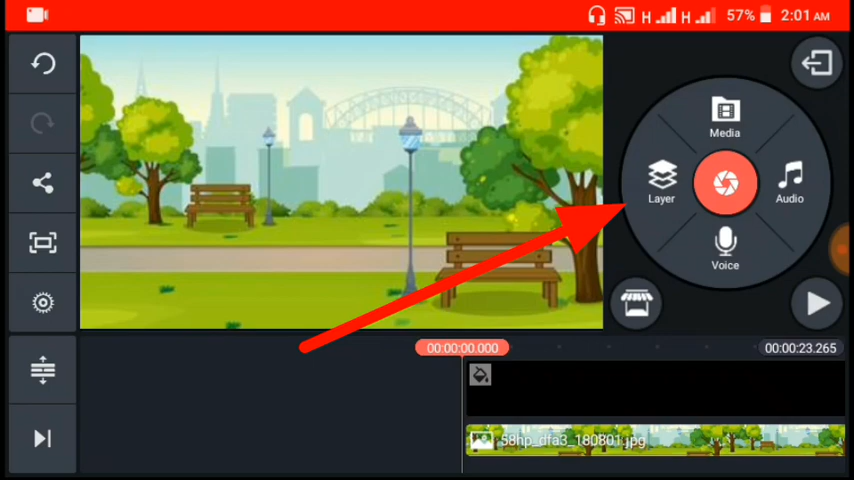 H H 57% 2:01 AM
Media
Layer
Audio
Voice
00:00:00.000
00:00:23.265
58hp_dfa3_180801.jpg